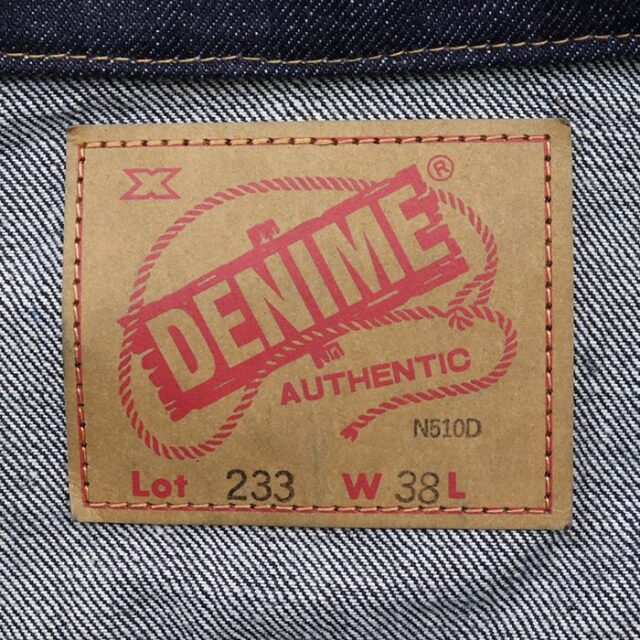 X
DENIME®
AUTHENTIC
N510D
Lot 233 W 38 L